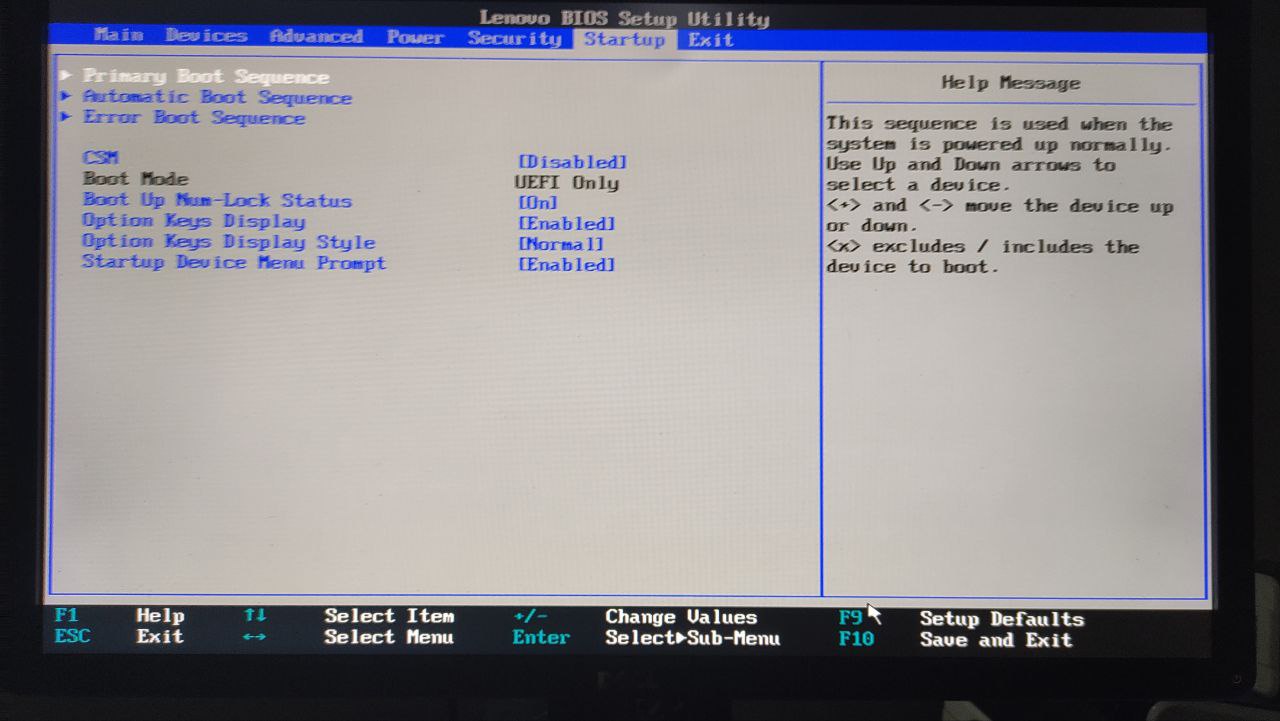 Lenovo BIOS Setup Utility
Main Devices Advanced Power Security Startup Exit
Primary Boot Sequence
Automatic Boot Sequence
Error Boot Sequence
CSM [Disabled]
Boot Mode UEFI Only
Boot Up Num-Lock Status [On]
Option Keys Display [Enabled]
Option Keys Display Style [Normal]
Startup Device Menu Prompt [Enabled]
Help Message
This sequence is used when the
system is powered up normally.
Use Up and Down arrows to
select a device.
<+> and <-> move the device up
or down.
<x> excludes / includes the
device to boot.
F1 Help ↑↓ Select Item +/- Change Values F9 Setup Defaults
ESC Exit ↔ Select Menu Enter Select▶Sub-Menu F10 Save and Exit